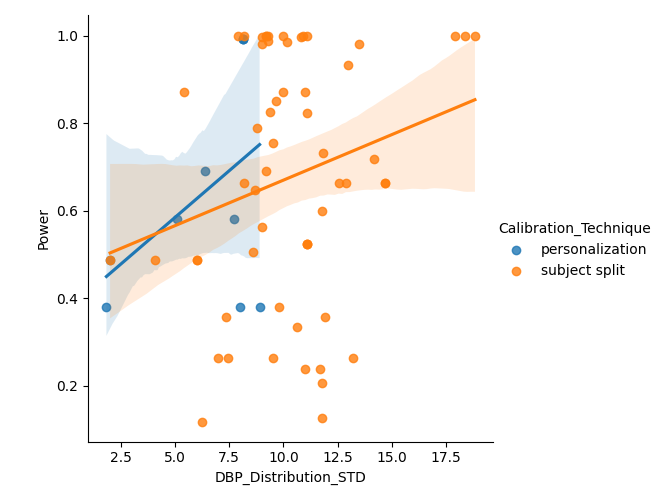 1.0
0.8
0.6
0.4
0.2
Power
2.5 5.0 7.5 10.0 12.5 15.0 17.5
DBP_Distribution_STD
Calibration_Technique
personalization
subject split